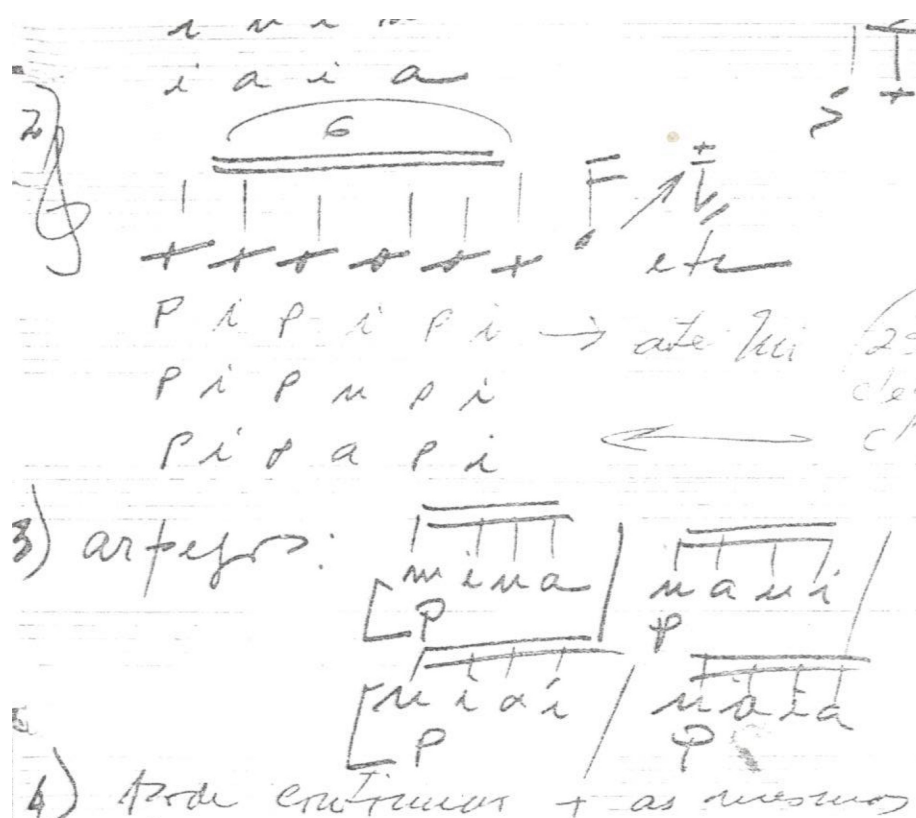 i a i a
2)
6
etc
p i p i p i → até mi
p i p m p i
p i p a p i
3) arpejos:
m i m a / m a m i /
p p
m i a i / m a i a
p p
4) pode continuar + as mesmas